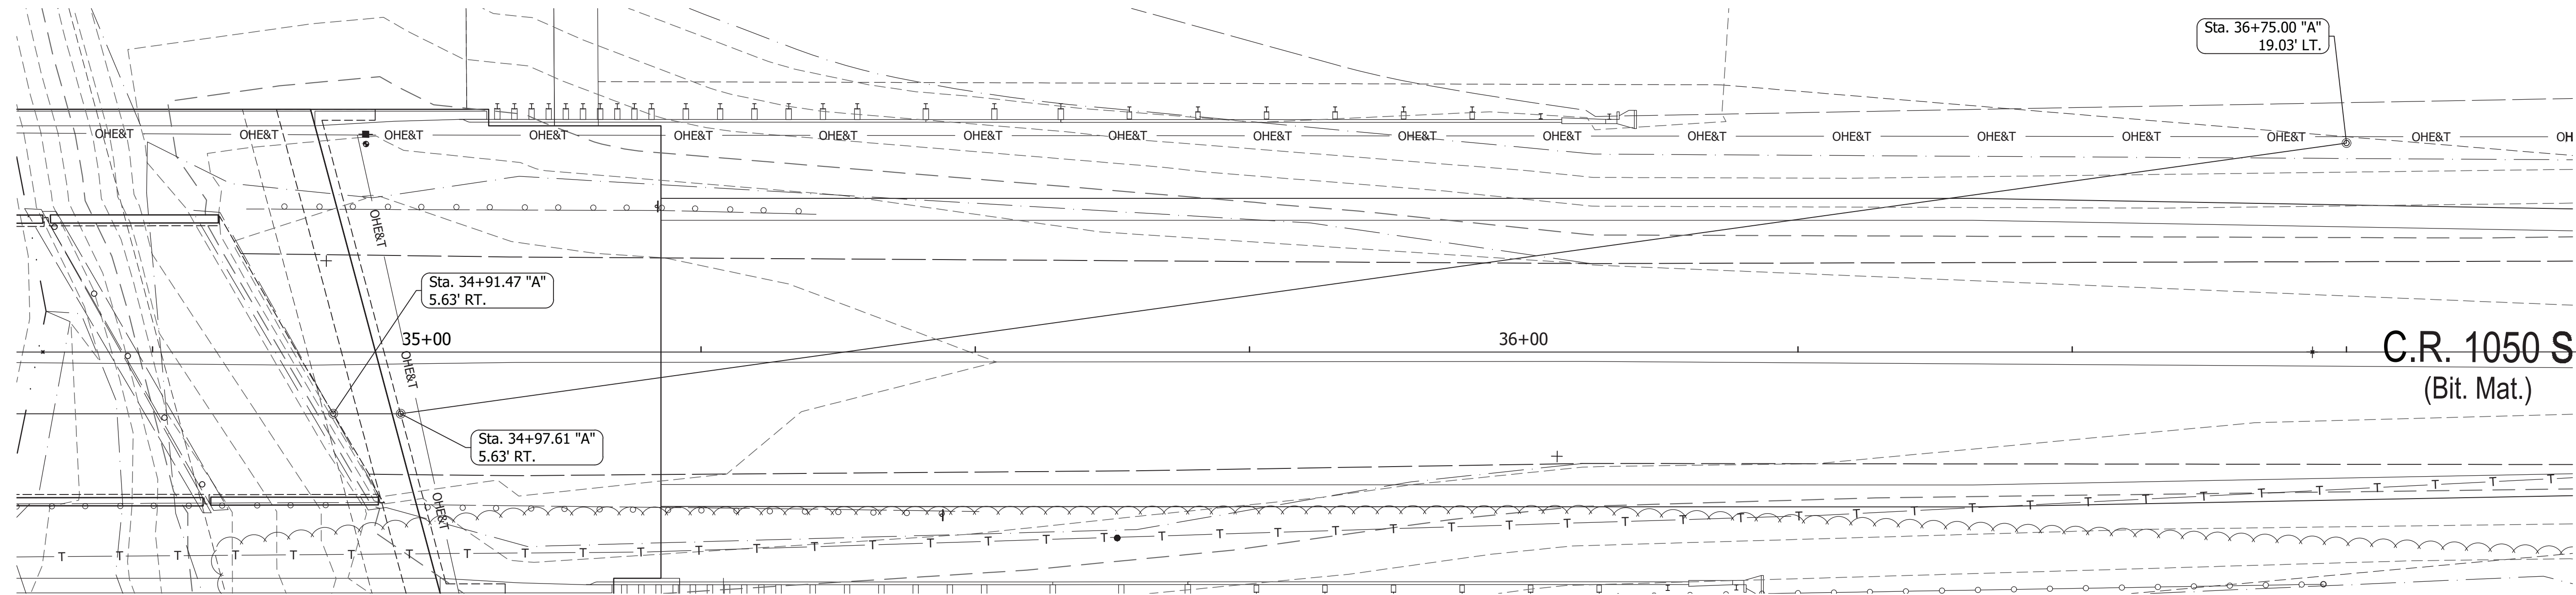 Sta. 36+75.00 "A"
19.03' LT.
OHE&T OHE&T OHE&T OHE&T OHE&T OHE&T OHE&T OHE&T OHE&T OHE&T OHE&T OHE&T OHE&T OHE&T OHE&T OHE&T OHE&T OH
OHE&T
Sta. 34+91.47 "A"
5.63' RT.
35+00
36+00
C.R. 1050 S
(Bit. Mat.)
OHE&T
Sta. 34+97.61 "A"
5.63' RT.
OHE&T
T T T T T T T T T T T T T T T T T T T T T T T T T T T T T T T T T T T T T T T T T T T T